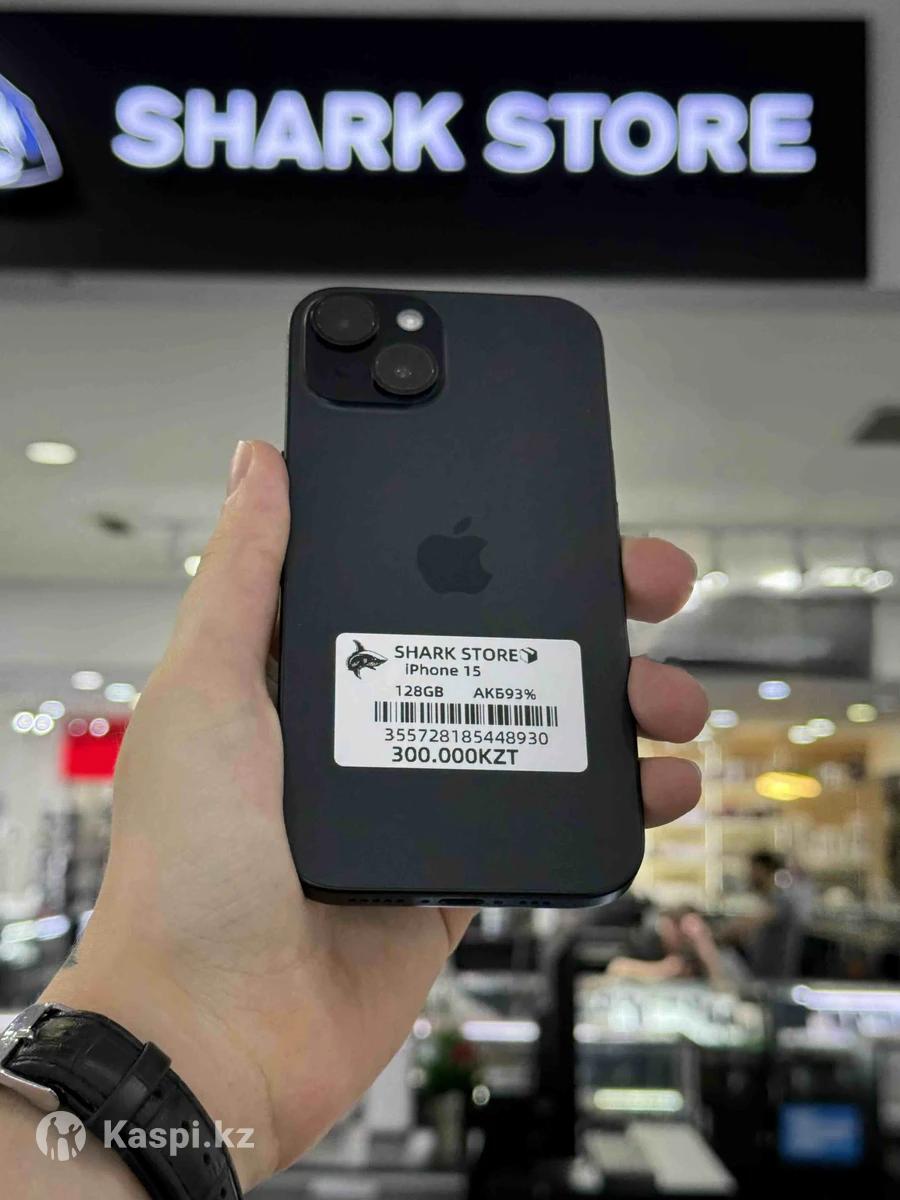 SHARK STORE
SHARK STORE
iPhone 15
128GB АКБ93%
355728185448930
300.000KZT
Kaspi.kz